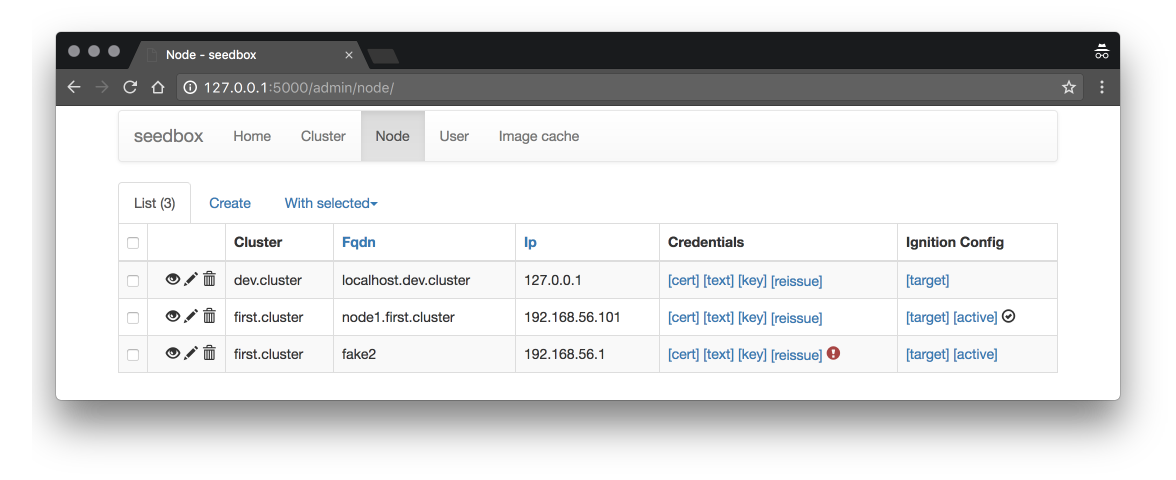 Node - seedbox
127.0.0.1:5000/admin/node/
seedbox Home Cluster Node User Image cache
List (3) Create With selected
Cluster Fqdn Ip Credentials Ignition Config
dev.cluster localhost.dev.cluster 127.0.0.1 [cert] [text] [key] [reissue] [target]
first.cluster node1.first.cluster 192.168.56.101 [cert] [text] [key] [reissue] [target] [active]
first.cluster fake2 192.168.56.1 [cert] [text] [key] [reissue] [target] [active]